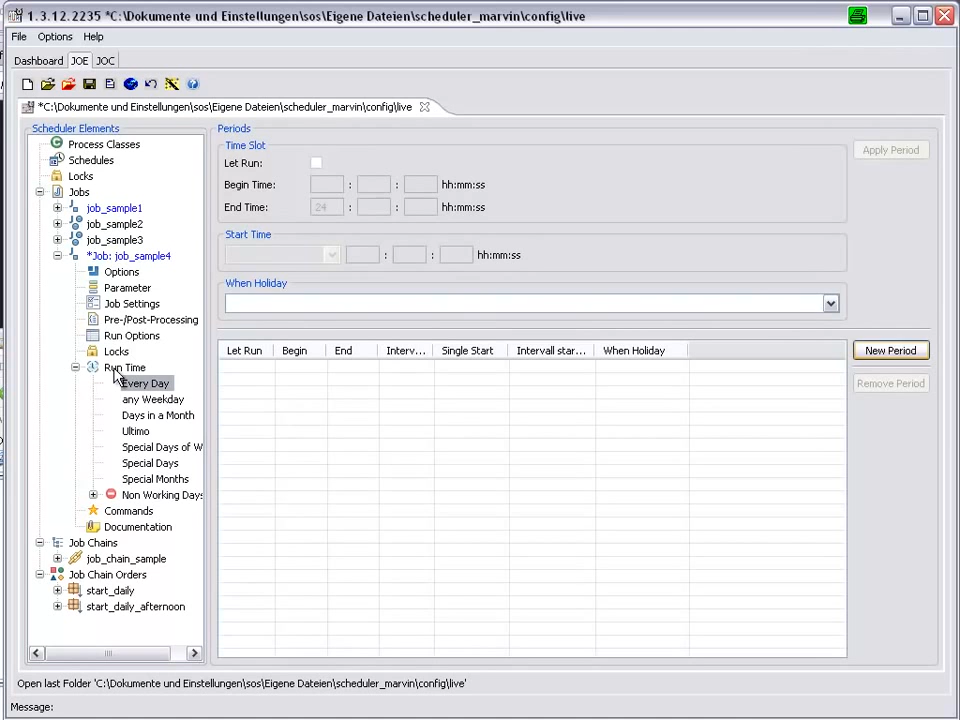 1.3.12.2235 *C:\Dokumente und Einstellungen\sos\Eigene Dateien\scheduler_marvin\config\live
File Options Help
Dashboard JOE JOC
*C:\Dokumente und Einstellungen\sos\Eigene Dateien\scheduler_marvin\config\live
Scheduler Elements
Process Classes
Schedules
Locks
Jobs
job_sample1
job_sample2
job_sample3
*Job: job_sample4
Options
Parameter
Job Settings
Pre-/Post-Processing
Run Options
Locks
Run Time
Every Day
any Weekday
Days in a Month
Ultimo
Special Days of W
Special Days
Special Months
Non Working Days
Commands
Documentation
Job Chains
job_chain_sample
Job Chain Orders
start_daily
start_daily_afternoon
Periods
Time Slot
Let Run:
Begin Time: : : hh:mm:ss
End Time: 24 : : hh:mm:ss
Apply Period
Start Time
: : hh:mm:ss
When Holiday
Let Run Begin End Interv... Single Start Intervall star... When Holiday
New Period
Remove Period
Open last Folder 'C:\Dokumente und Einstellungen\sos\Eigene Dateien\scheduler_marvin\config\live'
Message: